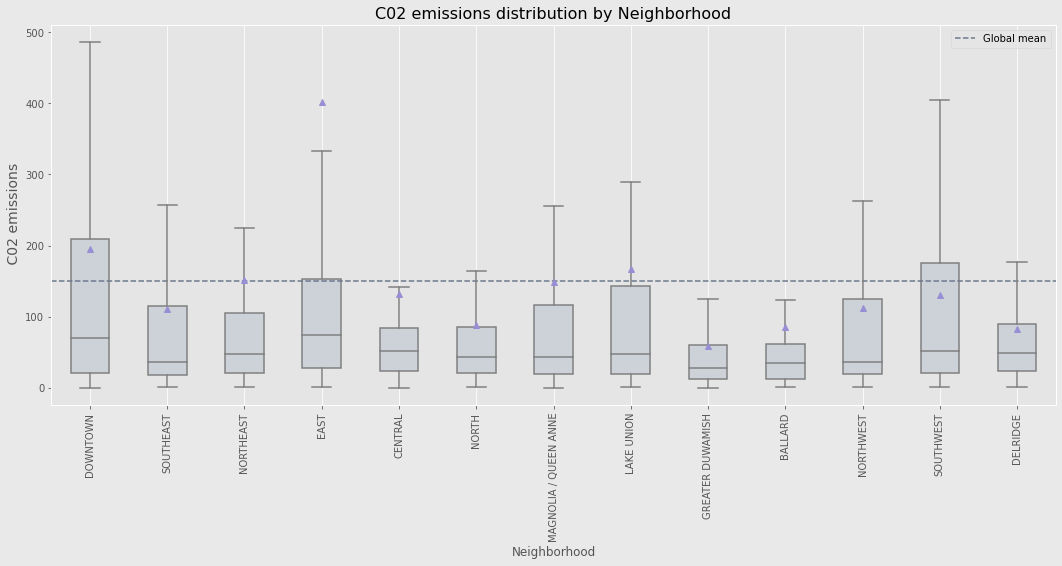 C02 emissions distribution by Neighborhood
Global mean
C02 emissions
500
400
300
200
100
0
DOWNTOWN
SOUTHEAST
NORTHEAST
EAST
CENTRAL
NORTH
MAGNOLIA / QUEEN ANNE
LAKE UNION
GREATER DUWAMISH
BALLARD
NORTHWEST
SOUTHWEST
DELRIDGE
Neighborhood